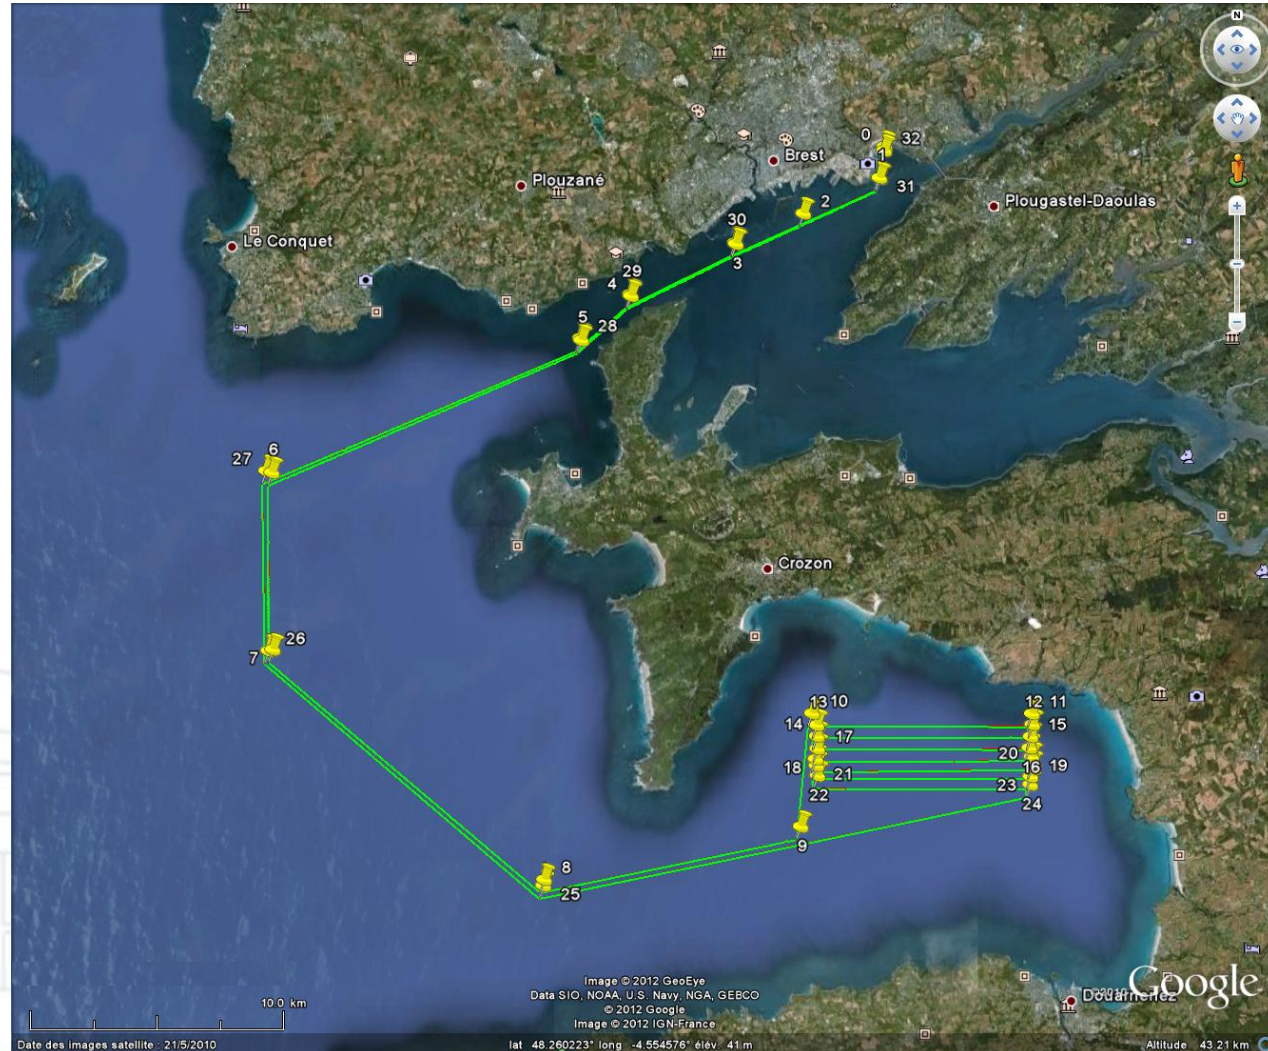 N
0
32
Brest
1
Plouzané
31
2
Plougastel-Daoulas
30
Le Conquet
3
29
4
5
28
6
27
Crozon
26
7
13 10
12 11
14
15
17
20
18
16 19
21
23
22
24
9
8
25
Image © 2012 GeoEye
Data SIO, NOAA, U.S. Navy, NGA, GEBCO
© 2012 Google
Image © 2012 IGN-France
Google
Douarnenez
10.0 km
Date des images satellite : 21/5/2010
lat 48.260223° long -4.554576° élév. 41 m
Altitude 43.21 km